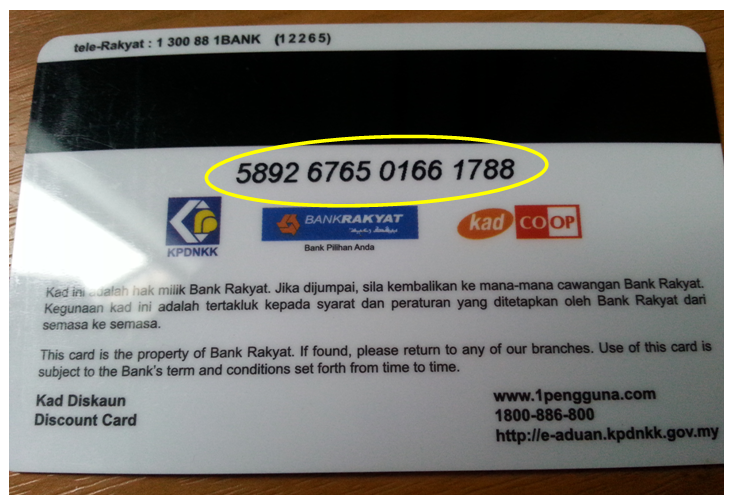 tele-Rakyat : 1 300 88 1BANK (12265)
5892 6765 0166 1788
KPDNKK
BANKRAKYAT
بيڤلا رعية
Bank Pilihan Anda
kad CO OP
Kad ini adalah hak milik Bank Rakyat. Jika dijumpai, sila kembalikan ke mana-mana cawangan Bank Rakyat.
Kegunaan kad ini adalah tertakluk kepada syarat dan peraturan yang ditetapkan oleh Bank Rakyat dari
semasa ke semasa.
This card is the property of Bank Rakyat. If found, please return to any of our branches. Use of this card is
subject to the Bank's term and conditions set forth from time to time.
Kad Diskaun
Discount Card
www.1pengguna.com
1800-886-800
http://e-aduan.kpdnkk.gov.my